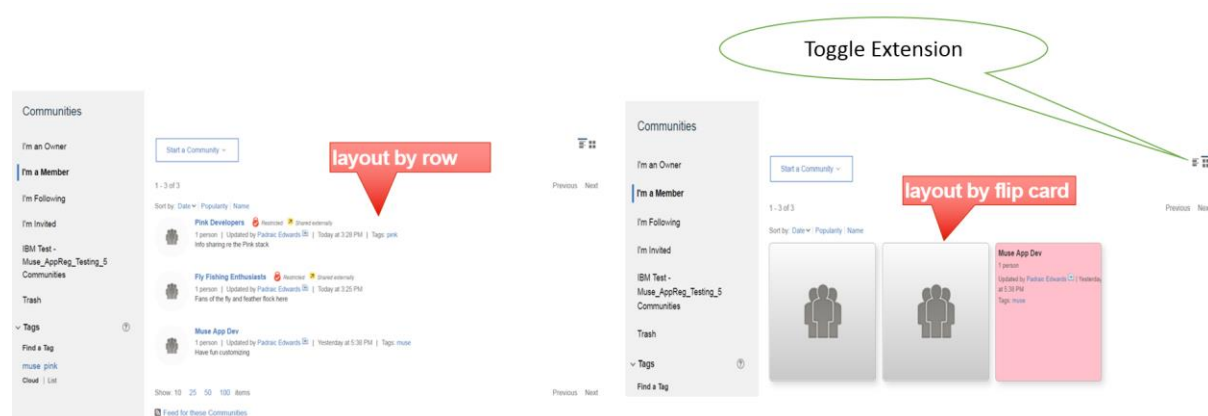 Toggle Extension
Communities
I'm an Owner
I'm a Member
I'm Following
I'm Invited
IBM Test -
Muse_AppReg_Testing_5
Communities
Trash
Tags
Find a Tag
muse pink
Cloud | List
Start a Community
layout by row
1 - 3 of 3
Previous Next
Sort by: Date Popularity Name
Pink Developers Restricted Shared externally
1 person | Updated by Padraic Edwards | Today at 3:28 PM | Tags: pink
Info sharing re the Pink stack
Fly Fishing Enthusiasts Restricted Shared externally
1 person | Updated by Padraic Edwards | Today at 3:25 PM
Fans of the fly and feather flock here
Muse App Dev
1 person | Updated by Padraic Edwards | Yesterday at 5:38 PM | Tags: muse
Have fun customizing
Show: 10 25 50 100 items
Previous Next
Feed for these Communities
Communities
I'm an Owner
I'm a Member
I'm Following
I'm Invited
IBM Test -
Muse_AppReg_Testing_5
Communities
Trash
Tags
Find a Tag
Start a Community
layout by flip card
1 - 3 of 3
Previous
Sort by: Date Popularity Name
Muse App Dev
1 person
Updated by Padraic Edwards | Yesterday
at 5:38 PM
Tags: muse